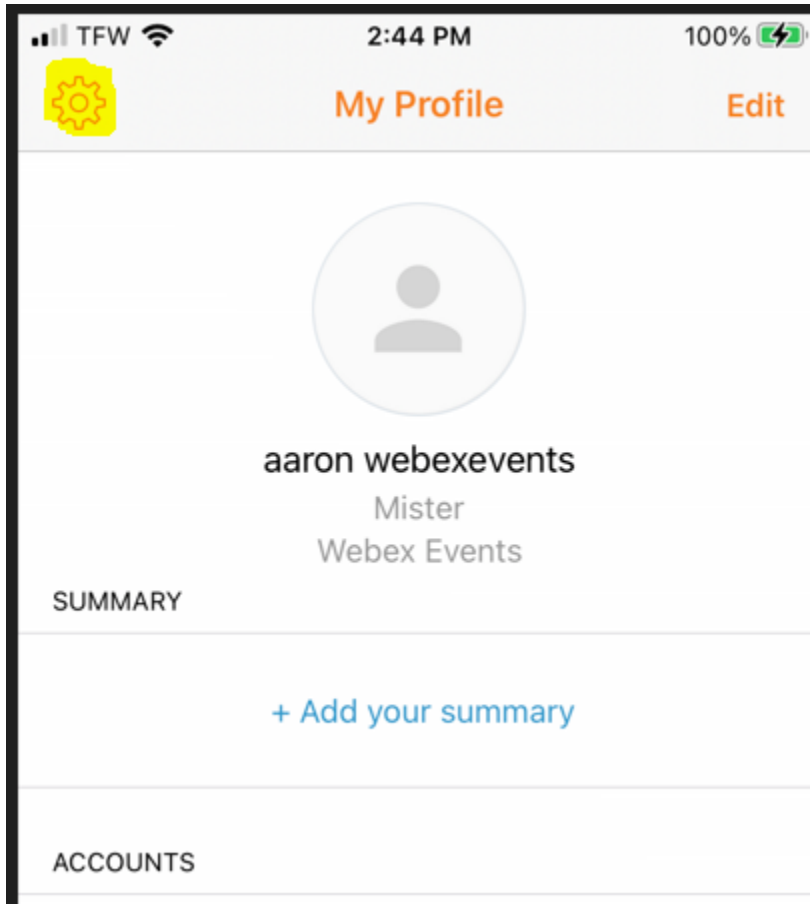 TFW 2:44 PM 100%
My Profile Edit
aaron webexevents
Mister
Webex Events
SUMMARY
+ Add your summary
ACCOUNTS